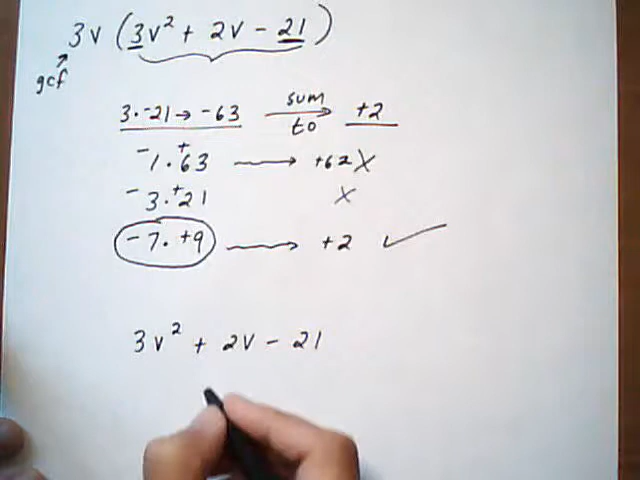 3v (3v² + 2v - 21)
gcf
3·-21 → -63 sum to +2
-1·+63 → +62 X
-3·+21 X
-7·+9 → +2 ✓
3v² + 2v - 21